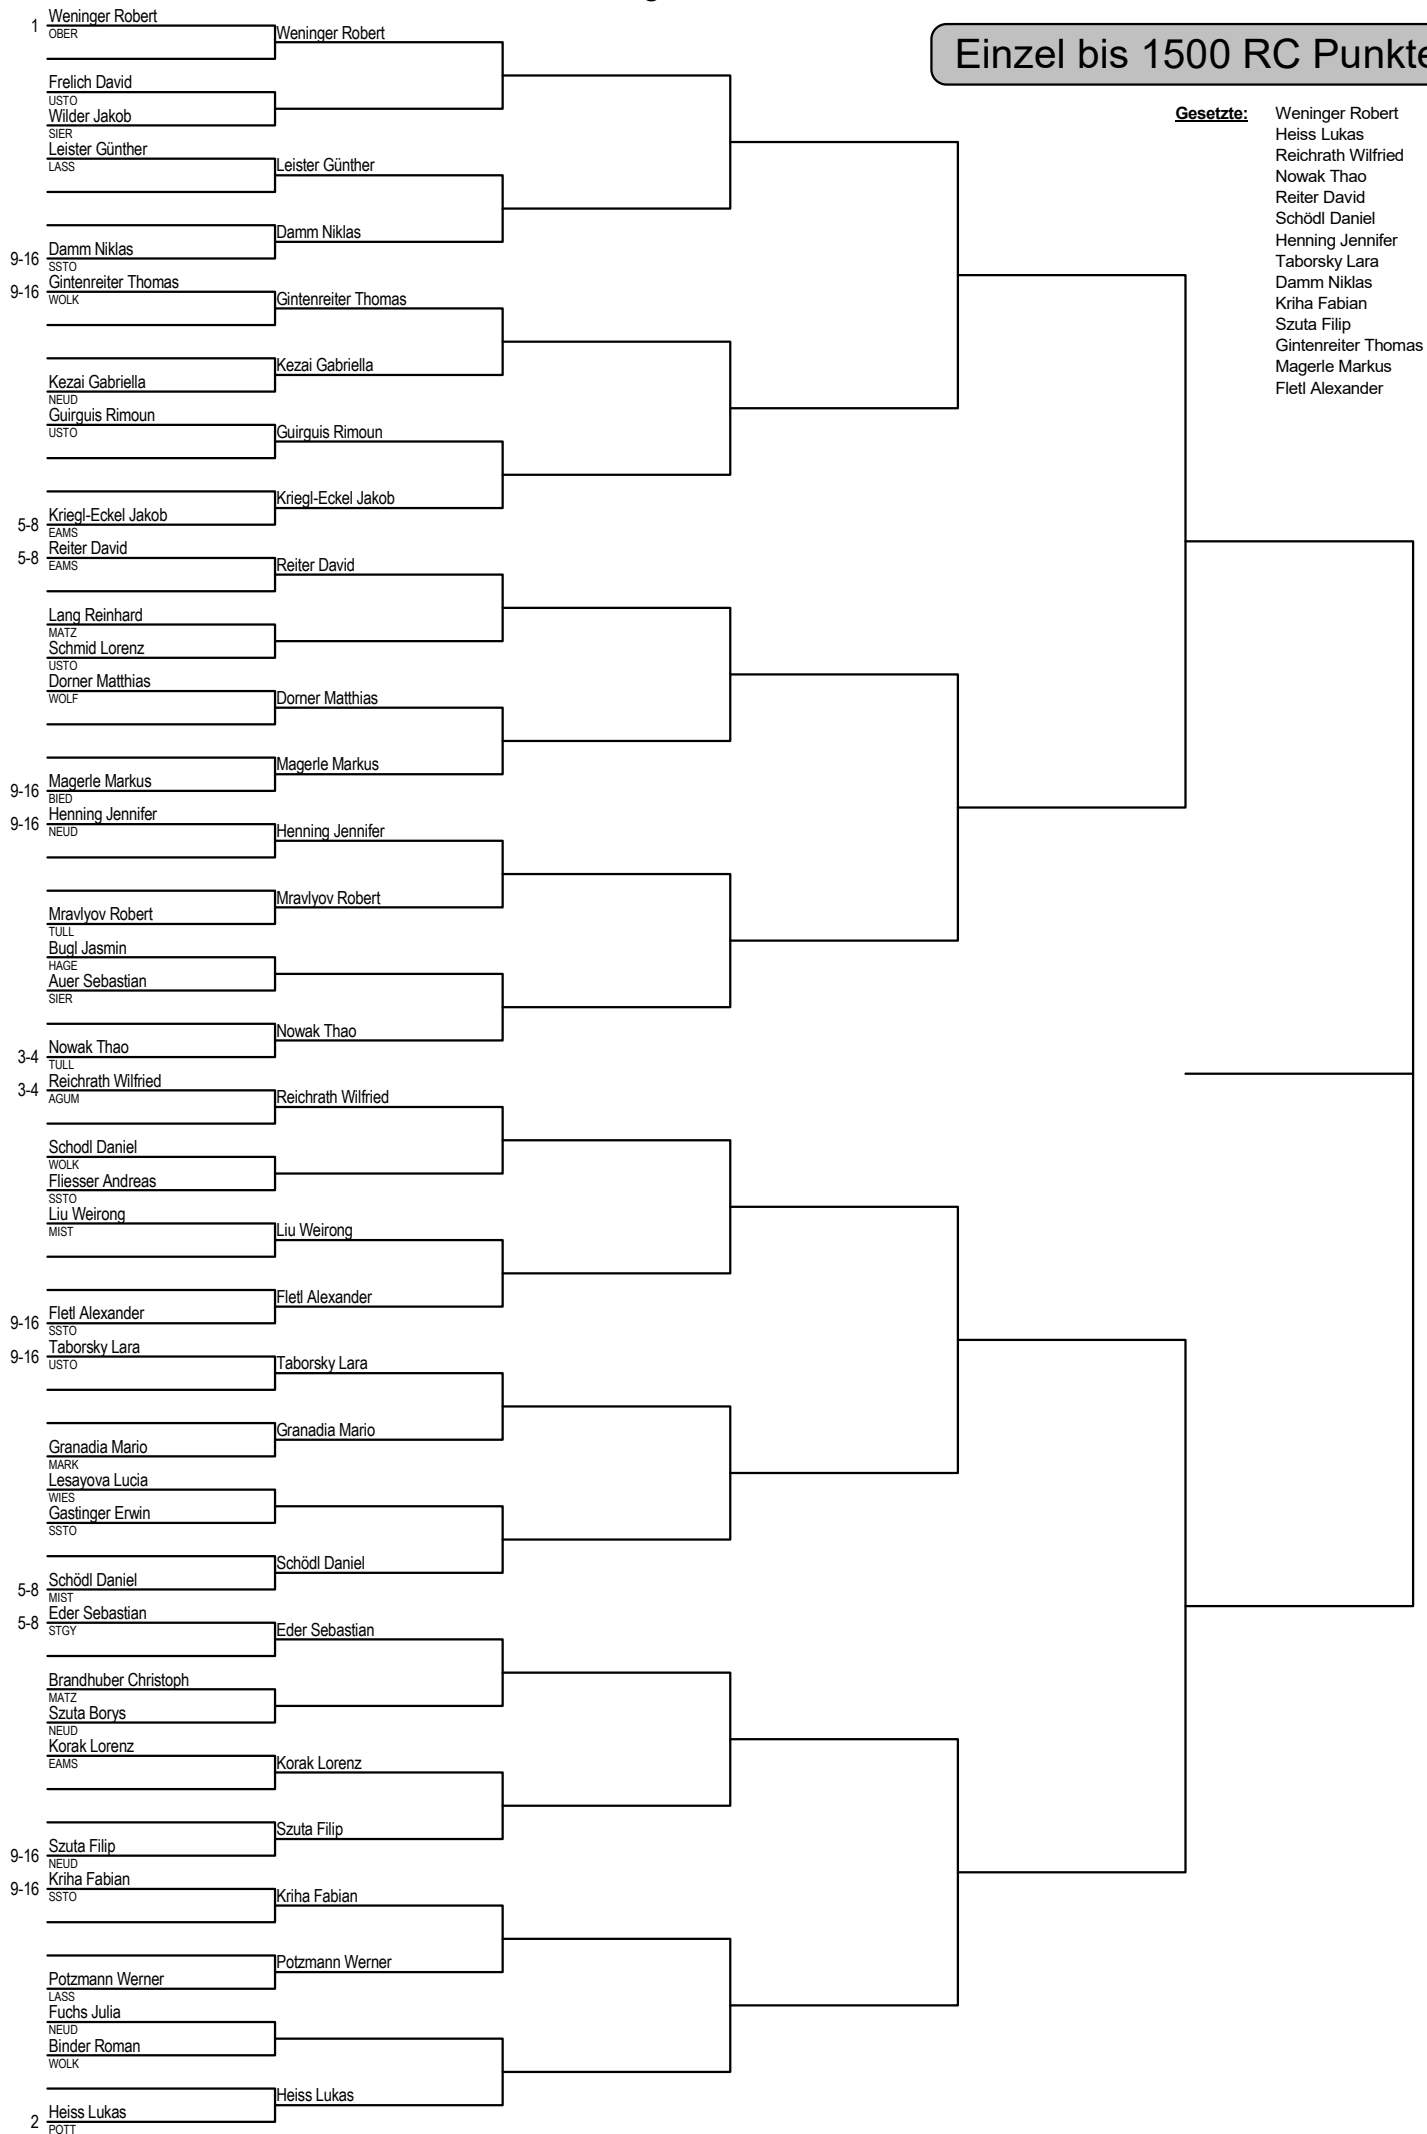 Einzel bis 1500 RC Punkte
Gesetzte: Weninger Robert
Heiss Lukas
Reichrath Wilfried
Nowak Thao
Reiter David
Schödl Daniel
Henning Jennifer
Taborsky Lara
Damm Niklas
Kriha Fabian
Szuta Filip
Gintenreiter Thomas
Magerle Markus
Fletl Alexander
1 Weninger Robert
OBER
Weninger Robert
Frelich David
USTO
Wilder Jakob
SIER
Leister Günther
LASS
Leister Günther
Damm Niklas
9-16 Damm Niklas
SSTO
9-16 Gintenreiter Thomas
WOLK
Gintenreiter Thomas
Kezai Gabriella
Kezai Gabriella
NEUD
Guirguis Rimoun
USTO
Guirguis Rimoun
Kriegl-Eckel Jakob
5-8 Kriegl-Eckel Jakob
EAMS
5-8 Reiter David
EAMS
Reiter David
Lang Reinhard
MATZ
Schmid Lorenz
USTO
Dorner Matthias
WOLF
Dorner Matthias
Magerle Markus
9-16 Magerle Markus
BIED
9-16 Henning Jennifer
NEUD
Henning Jennifer
Mravlyov Robert
Mravlyov Robert
TULL
Bugl Jasmin
HAGE
Auer Sebastian
SIER
Nowak Thao
3-4 Nowak Thao
TULL
3-4 Reichrath Wilfried
AGUM
Reichrath Wilfried
Schodl Daniel
WOLK
Fliesser Andreas
SSTO
Liu Weirong
MIST
Liu Weirong
Fletl Alexander
9-16 Fletl Alexander
SSTO
9-16 Taborsky Lara
USTO
Taborsky Lara
Granadia Mario
Granadia Mario
MARK
Lesayova Lucia
WIES
Gastinger Erwin
SSTO
Schödl Daniel
5-8 Schödl Daniel
MIST
5-8 Eder Sebastian
STGY
Eder Sebastian
Brandhuber Christoph
MATZ
Szuta Borys
NEUD
Korak Lorenz
EAMS
Korak Lorenz
Szuta Filip
9-16 Szuta Filip
NEUD
9-16 Kriha Fabian
SSTO
Kriha Fabian
Potzmann Werner
Potzmann Werner
LASS
Fuchs Julia
NEUD
Binder Roman
WOLK
Heiss Lukas
2 Heiss Lukas
POTT